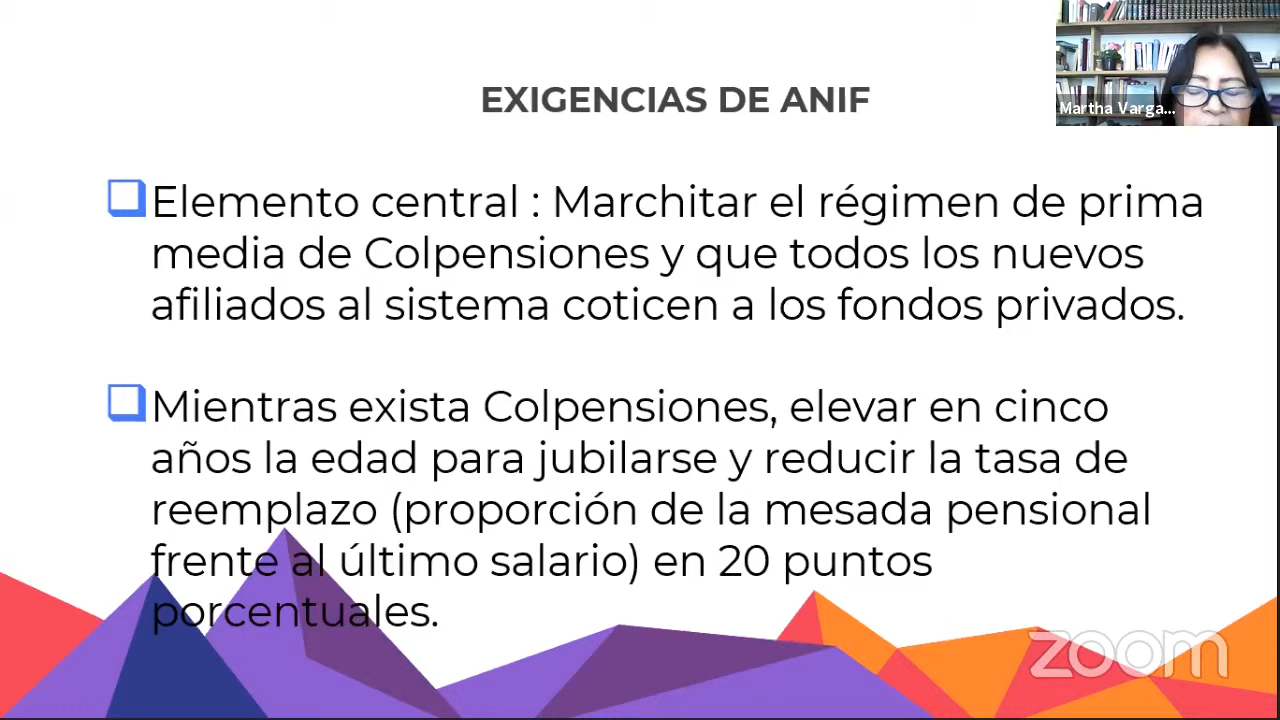 EXIGENCIAS DE ANIF
Martha Varga...
Elemento central : Marchitar el régimen de prima
media de Colpensiones y que todos los nuevos
afiliados al sistema coticen a los fondos privados.
Mientras exista Colpensiones, elevar en cinco
años la edad para jubilarse y reducir la tasa de
reemplazo (proporción de la mesada pensional
frente al último salario) en 20 puntos
porcentuales.
zoom